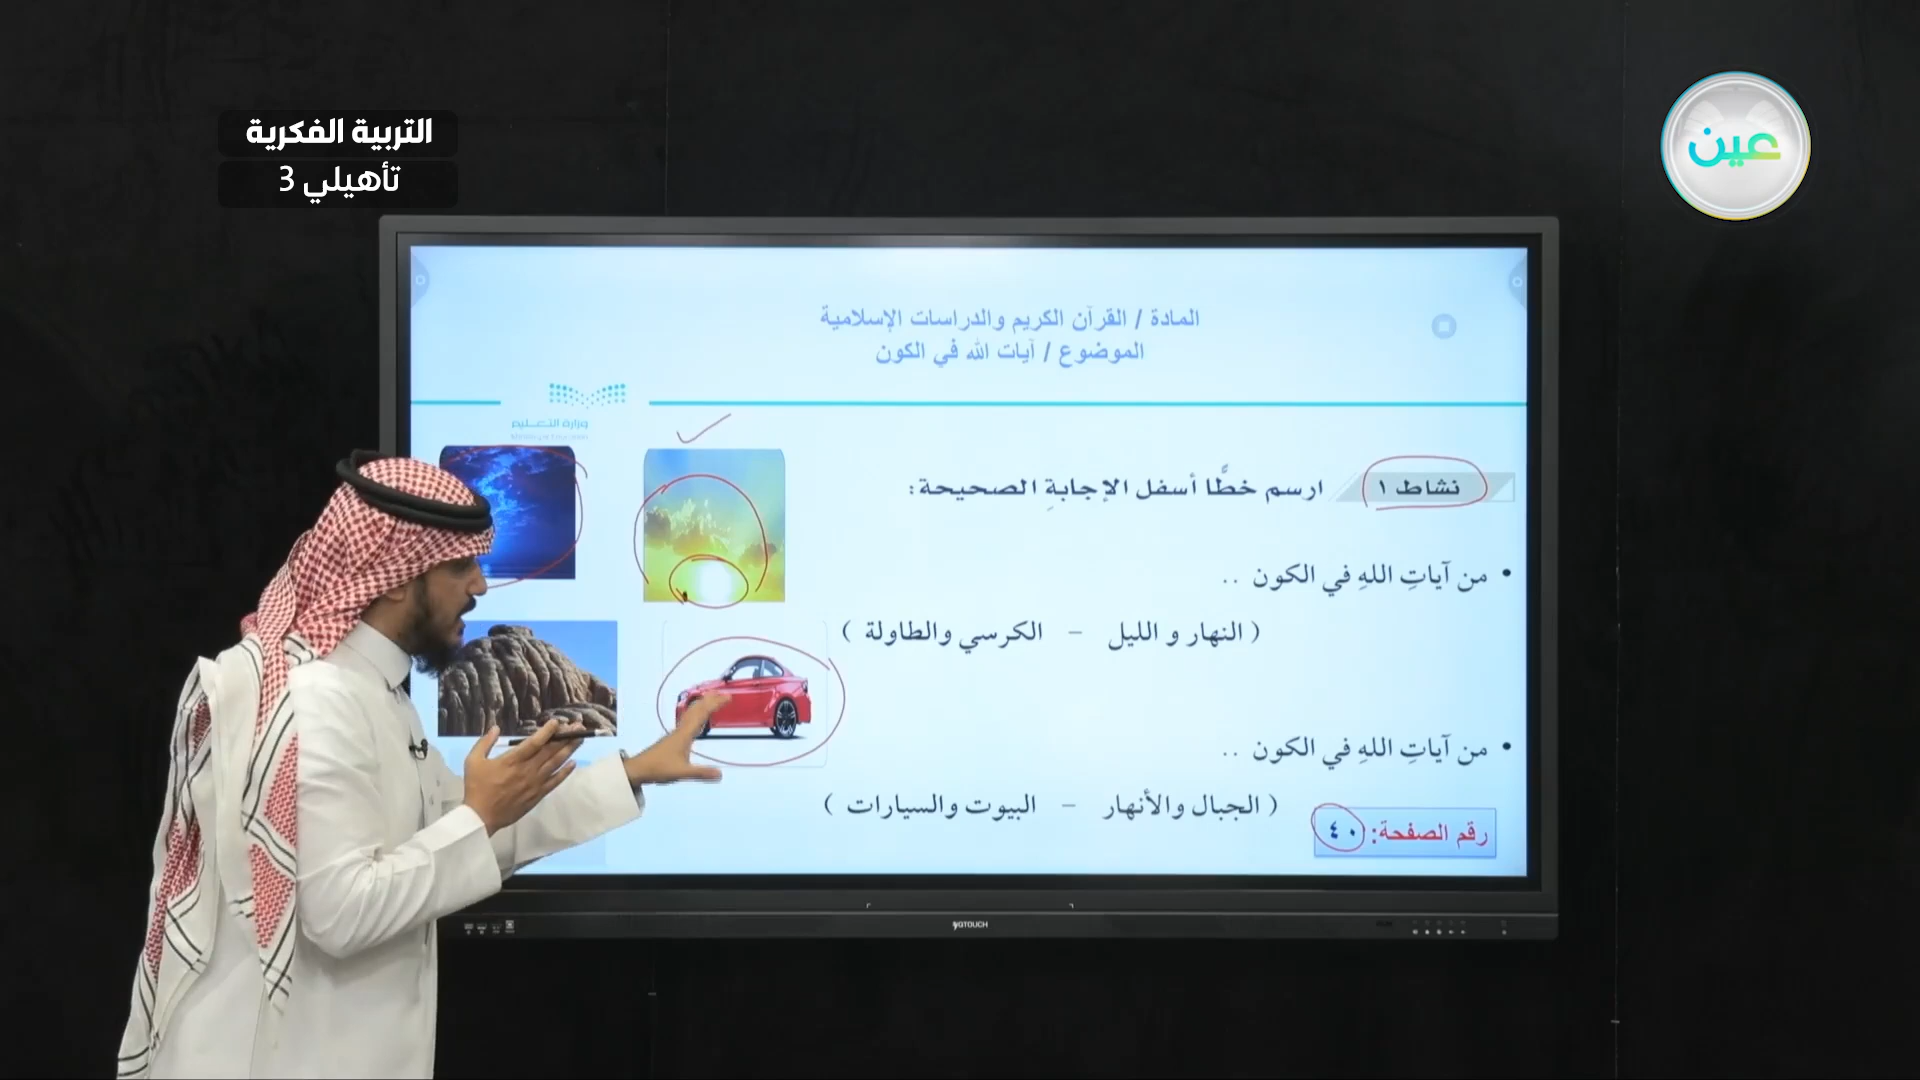 التربية الفكرية
تأهيلي 3
عين
المادة / القرآن الكريم والدراسات الإسلامية
الموضوع / آيات الله في الكون
وزارة التعليم
نشاط ١ ارسم خطًّا أسفل الإجابةِ الصحيحة:
• من آياتِ اللهِ في الكون ..
( النهار و الليل - الكرسي والطاولة )
• من آياتِ اللهِ في الكون ..
( الجبال والأنهار - البيوت والسيارات )
رقم الصفحة: ٤٠